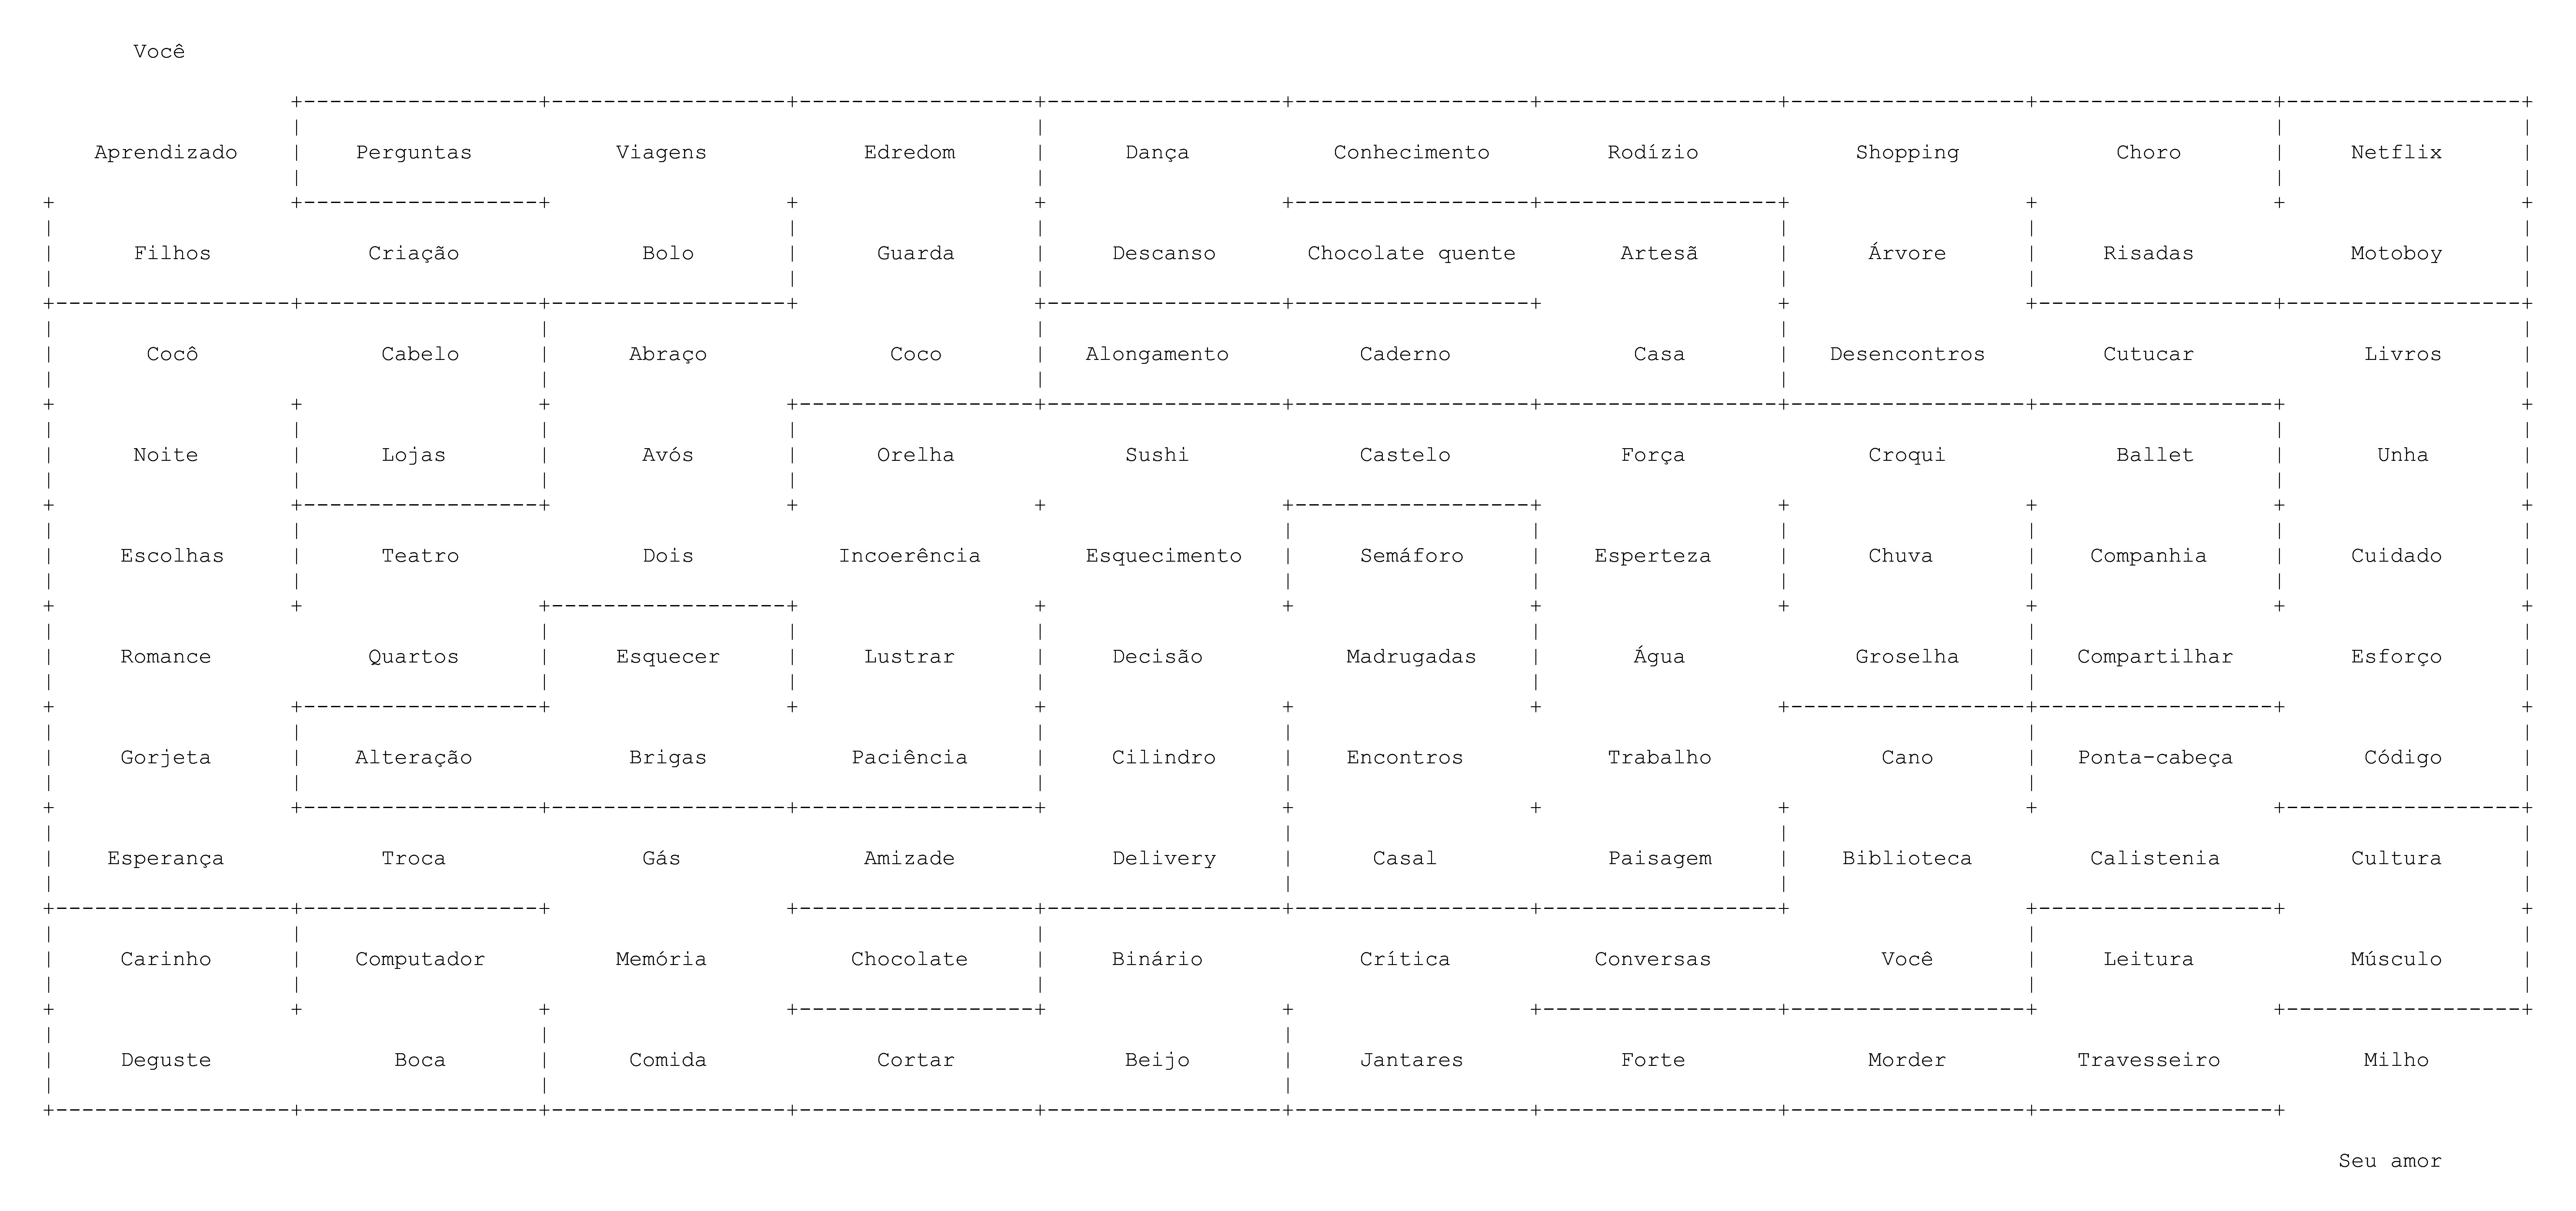 Você
Aprendizado Perguntas Viagens Edredom Dança Conhecimento Rodízio Shopping Choro Netflix
Filhos Criação Bolo Guarda Descanso Chocolate quente Artesã Árvore Risadas Motoboy
Cocô Cabelo Abraço Coco Alongamento Caderno Casa Desencontros Cutucar Livros
Noite Lojas Avós Orelha Sushi Castelo Força Croqui Ballet Unha
Escolhas Teatro Dois Incoerência Esquecimento Semáforo Esperteza Chuva Companhia Cuidado
Romance Quartos Esquecer Lustrar Decisão Madrugadas Água Groselha Compartilhar Esforço
Gorjeta Alteração Brigas Paciência Cilindro Encontros Trabalho Cano Ponta-cabeça Código
Esperança Troca Gás Amizade Delivery Casal Paisagem Biblioteca Calistenia Cultura
Carinho Computador Memória Chocolate Binário Crítica Conversas Você Leitura Músculo
Deguste Boca Comida Cortar Beijo Jantares Forte Morder Travesseiro Milho
Seu amor